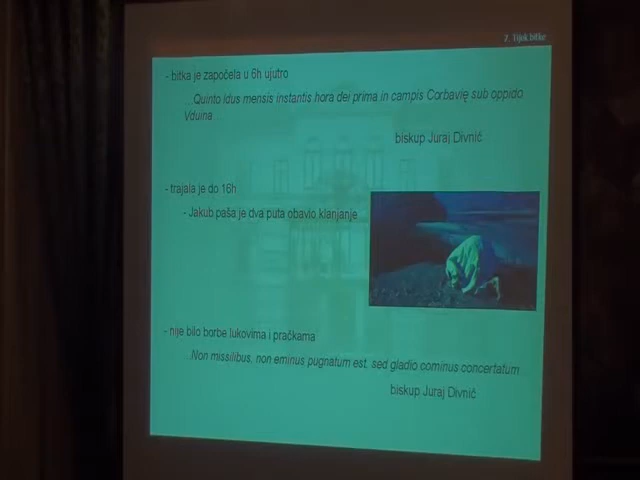 2. Tijek bitke
- bitka je započela u 6h ujutro
...Quinto Idus mensis instantis hora dei prima in campis Corbavię sub oppido
Vduina...
biskup Juraj Divnić
- trajala je do 16h
- Jakub paša je dva puta obavio klanjanje
- nije bilo borbe lukovima i pračkama
...Non missilibus, non eminus pugnatum est, sed gladio cominus concertatum
biskup Juraj Divnić